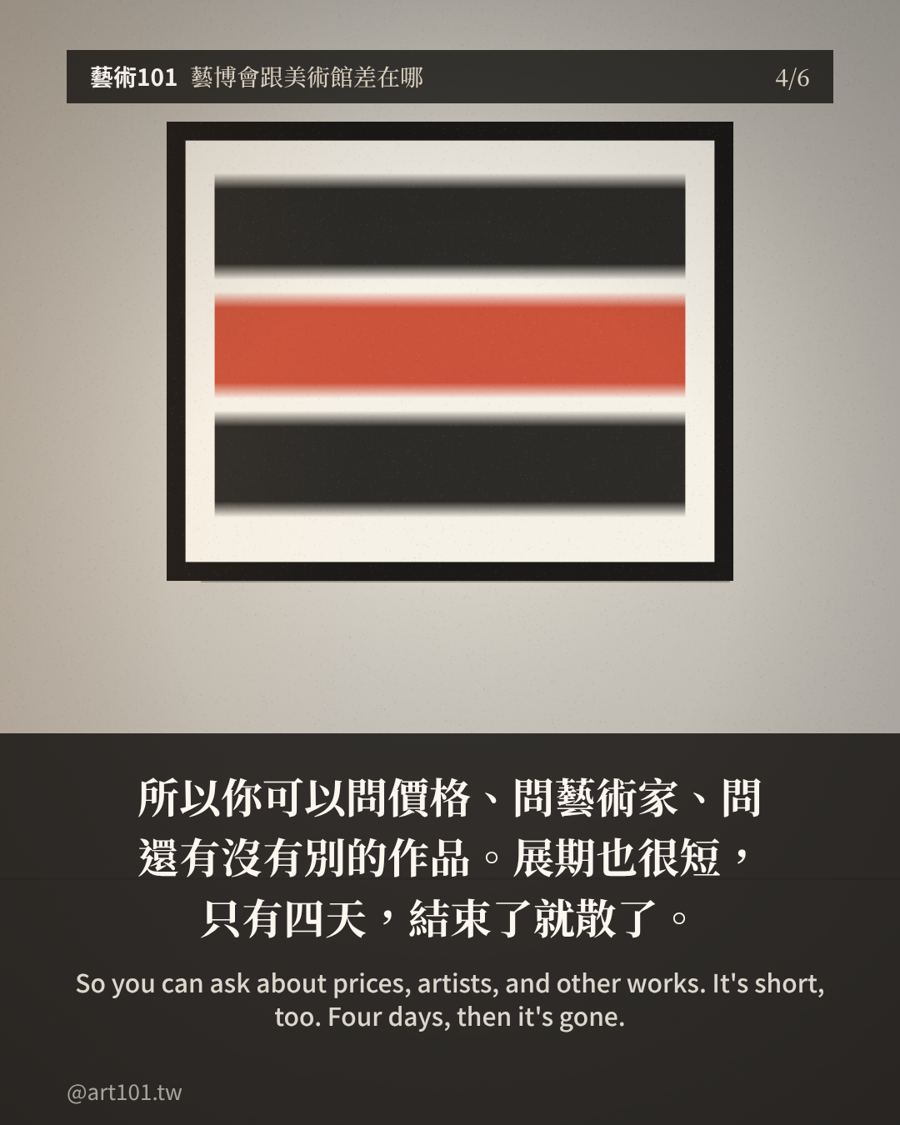 藝術101 藝博會跟美術館差在哪 4/6
所以你可以問價格、問藝術家、問
還有沒有別的作品。展期也很短，
只有四天，結束了就散了。
So you can ask about prices, artists, and other works. It's short,
too. Four days, then it's gone.
@art101.tw